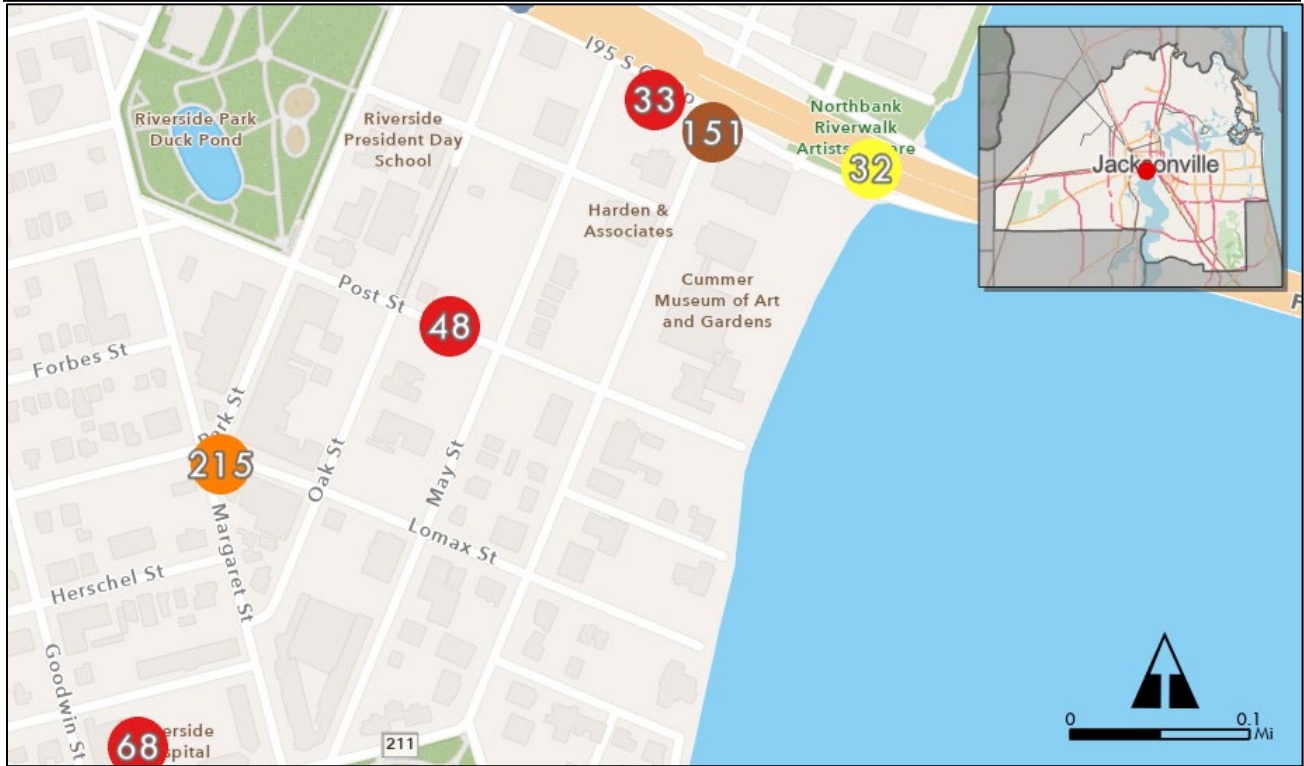 I95 S
33
151
Northbank
Riverwalk
32
Jacksonville
Riverside Park
Duck Pond
Riverside
President Day
School
Harden &
Associates
Cummer
Museum of Art
and Gardens
Post St
48
Forbes St
Park St
215
Oak St
May St
Margaret St
Lomax St
Herschel St
Goodwin St
68
211
0 0.1
Mi